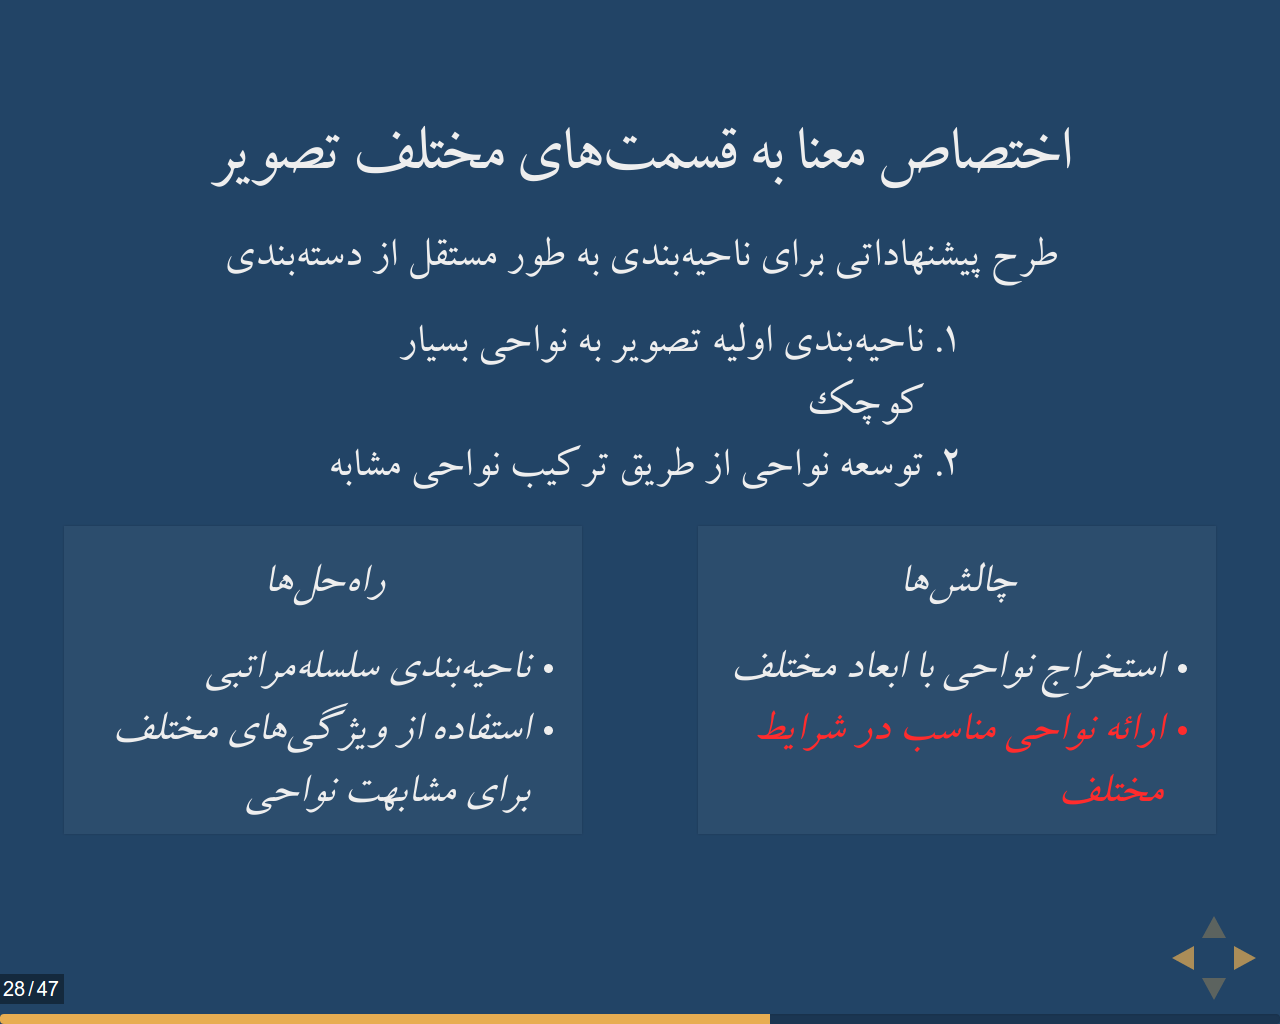 اختصاص معنا به قسمت‌های مختلف تصویر
طرح پیشنهاداتی برای ناحیه‌بندی به طور مستقل از دسته‌بندی
۱. ناحیه‌بندی اولیه تصویر به نواحی بسیار
کوچک
۲. توسعه نواحی از طریق ترکیب نواحی مشابه
چالش‌ها
• استخراج نواحی با ابعاد مختلف
• ارائه نواحی مناسب در شرایط
مختلف
راه‌حل‌ها
• ناحیه‌بندی سلسله‌مراتبی
• استفاده از ویژگی‌های مختلف
برای مشابهت نواحی
28 / 47